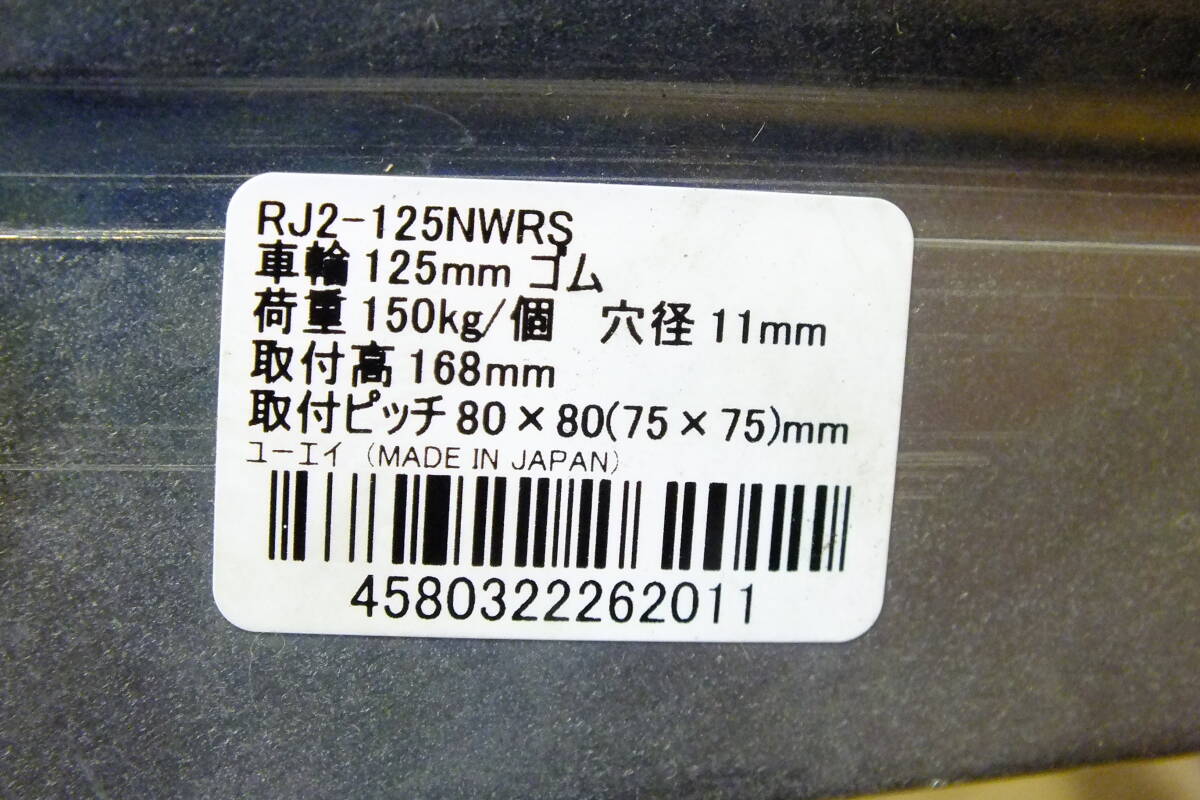 RJ2-125NWRS
車輪 125mm ゴム
荷重 150kg/個　穴径 11mm
取付高 168mm
取付ピッチ 80×80(75×75)mm
ユーエイ (MADE IN JAPAN)
4580322262011